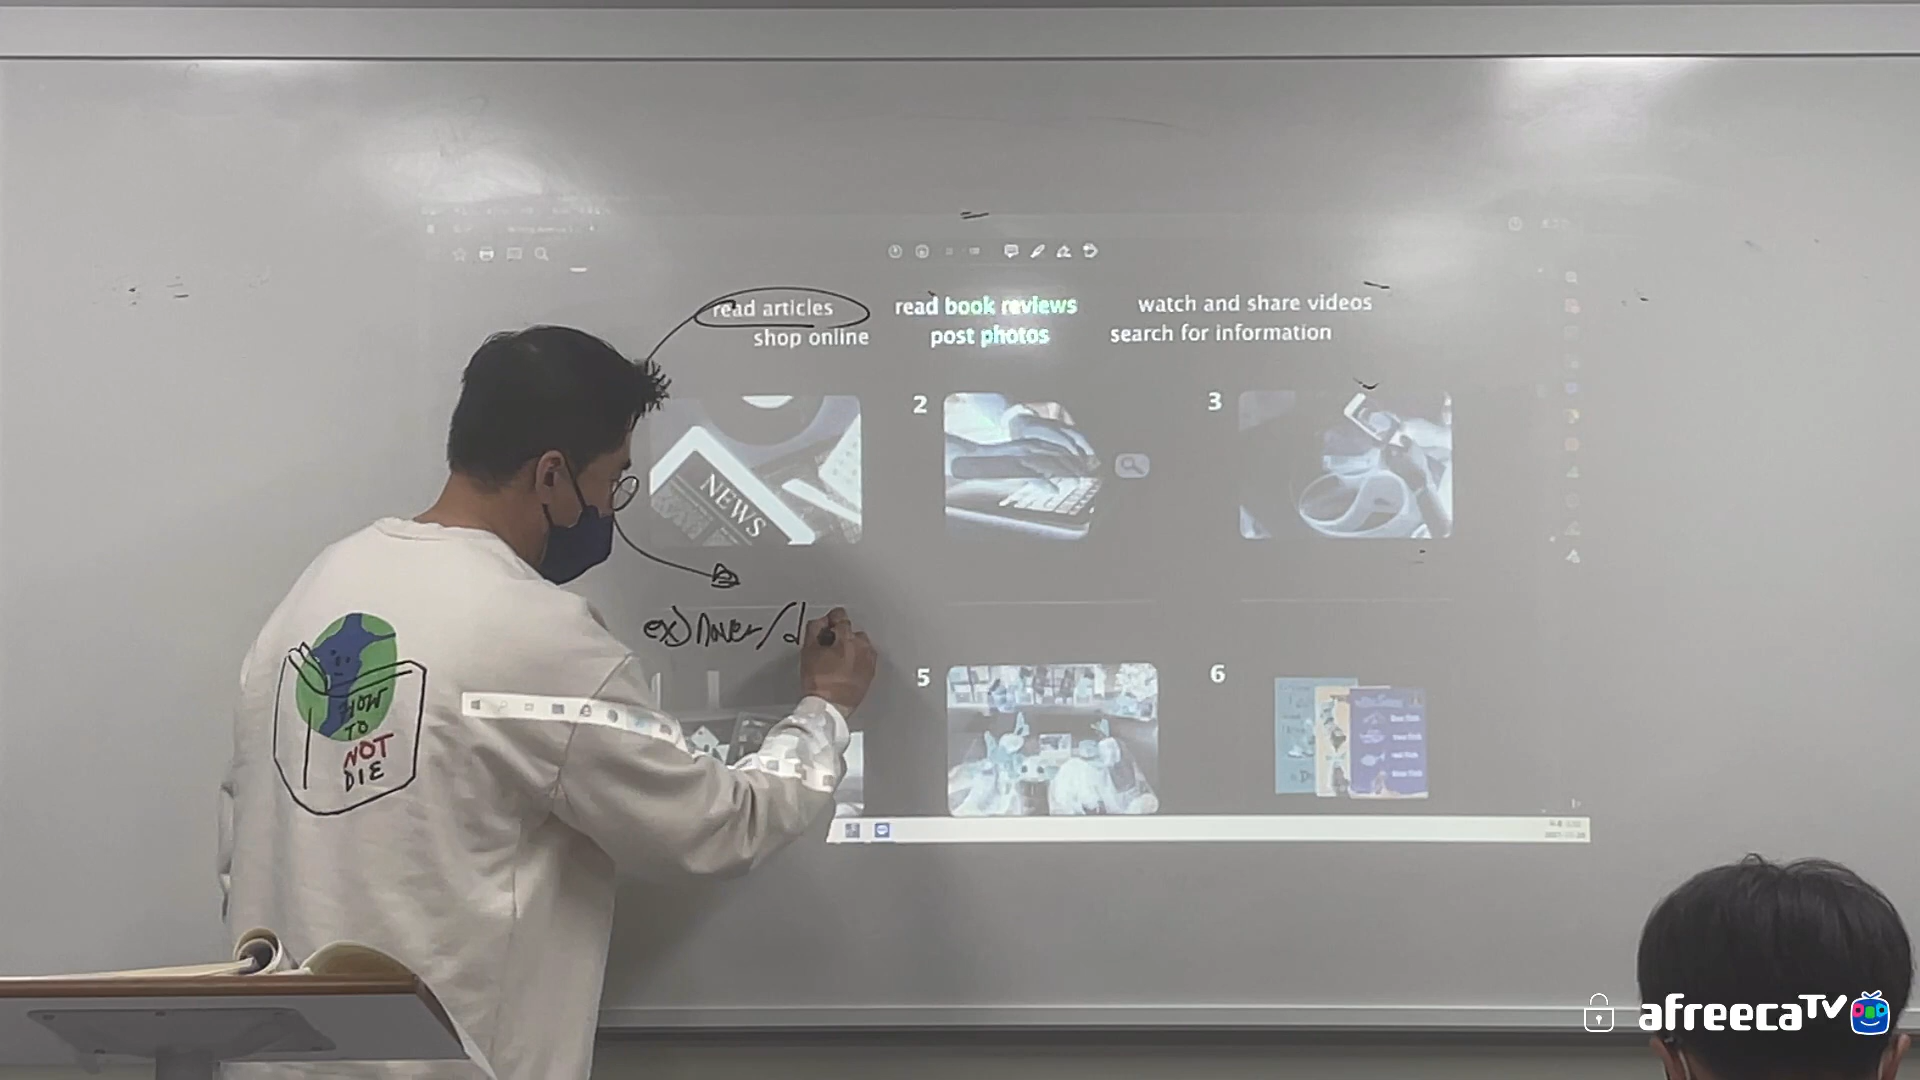 read articles read book reviews watch and share videos
shop online post photos search for information
2
3
NEWS
ex) naver/d
5
6
HOW
TO
NOT
DIE
afreecaTV